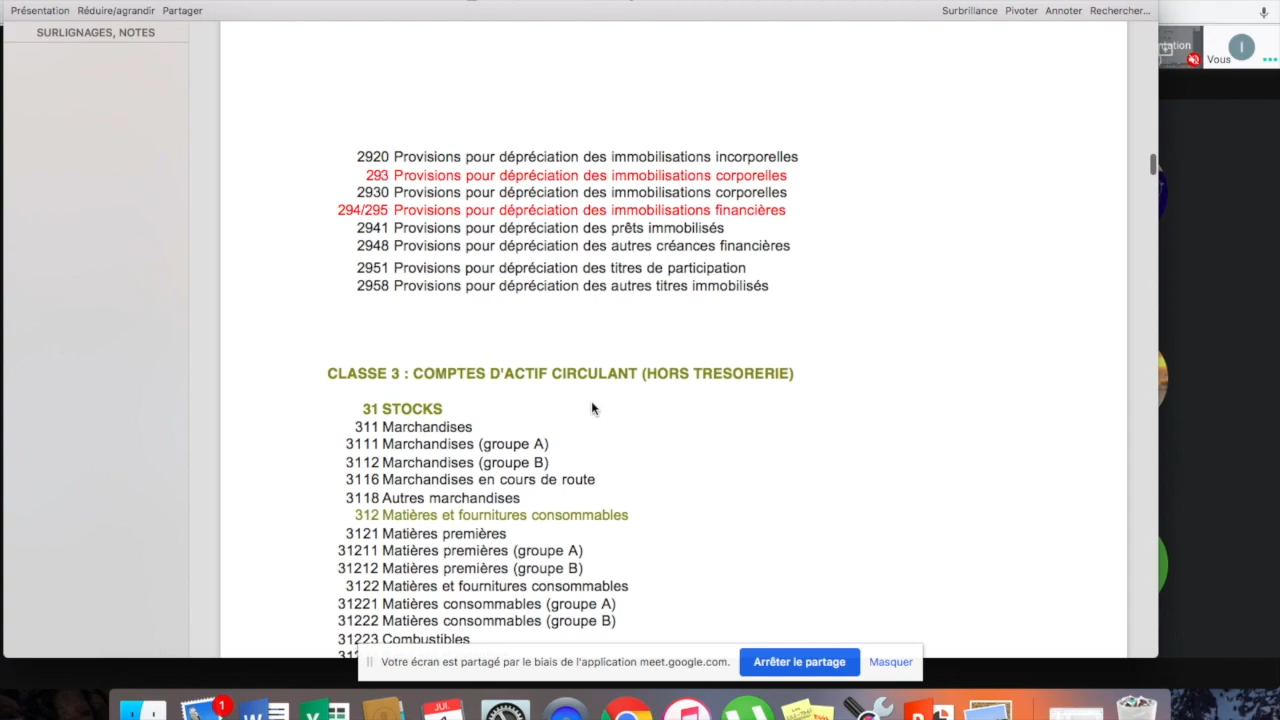 Présentation Réduire/agrandir Partager
Surbrillance Pivoter Annoter Rechercher...
SURLIGNAGES, NOTES
Vous
I
2920 Provisions pour dépréciation des immobilisations incorporelles
293 Provisions pour dépréciation des immobilisations corporelles
2930 Provisions pour dépréciation des immobilisations corporelles
294/295 Provisions pour dépréciation des immobilisations financières
2941 Provisions pour dépréciation des prêts immobilisés
2948 Provisions pour dépréciation des autres créances financières
2951 Provisions pour dépréciation des titres de participation
2958 Provisions pour dépréciation des autres titres immobilisés
CLASSE 3 : COMPTES D'ACTIF CIRCULANT (HORS TRESORERIE)
31 STOCKS
311 Marchandises
3111 Marchandises (groupe A)
3112 Marchandises (groupe B)
3116 Marchandises en cours de route
3118 Autres marchandises
312 Matières et fournitures consommables
3121 Matières premières
31211 Matières premières (groupe A)
31212 Matières premières (groupe B)
3122 Matières et fournitures consommables
31221 Matières consommables (groupe A)
31222 Matières consommables (groupe B)
31223 Combustibles
Votre écran est partagé par le biais de l'application meet.google.com.
Arrêter le partage
Masquer
1
JUIL.